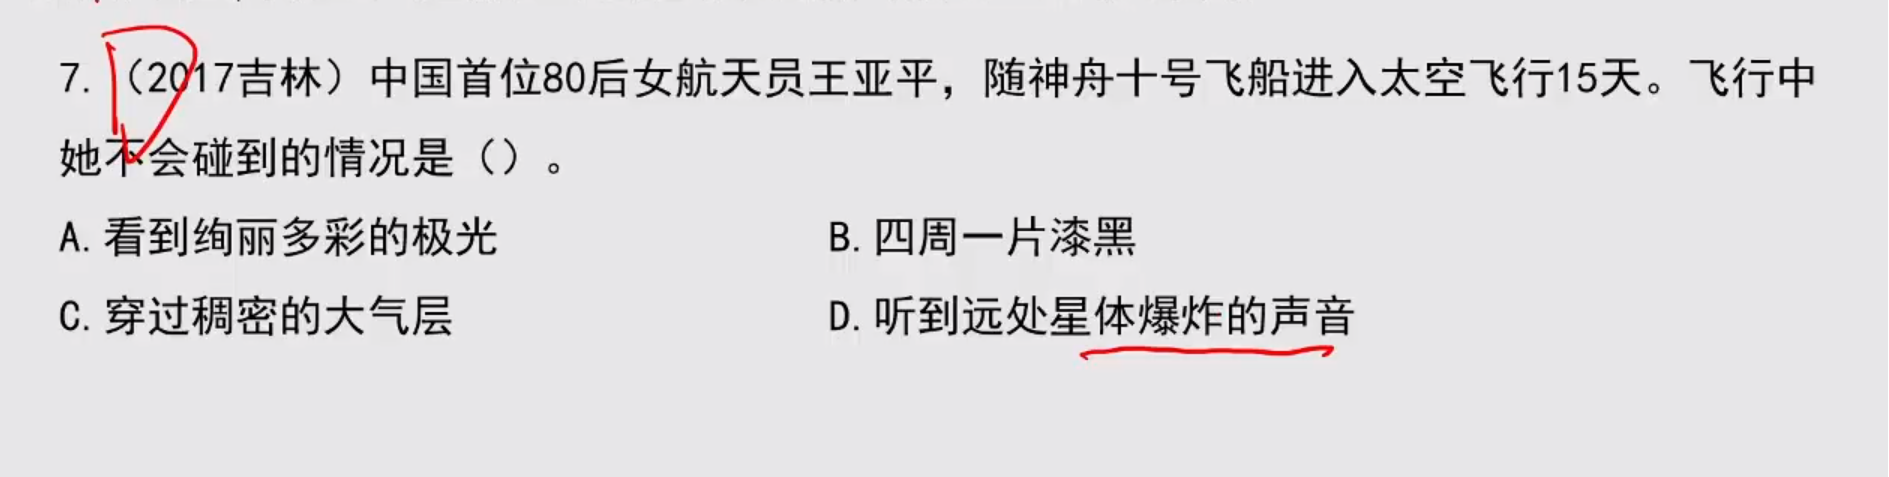 7.（2017吉林）中国首位80后女航天员王亚平，随神舟十号飞船进入太空飞行15天。飞行中
她不会碰到的情况是（）。
A. 看到绚丽多彩的极光 B. 四周一片漆黑
C. 穿过稠密的大气层 D. 听到远处星体爆炸的声音